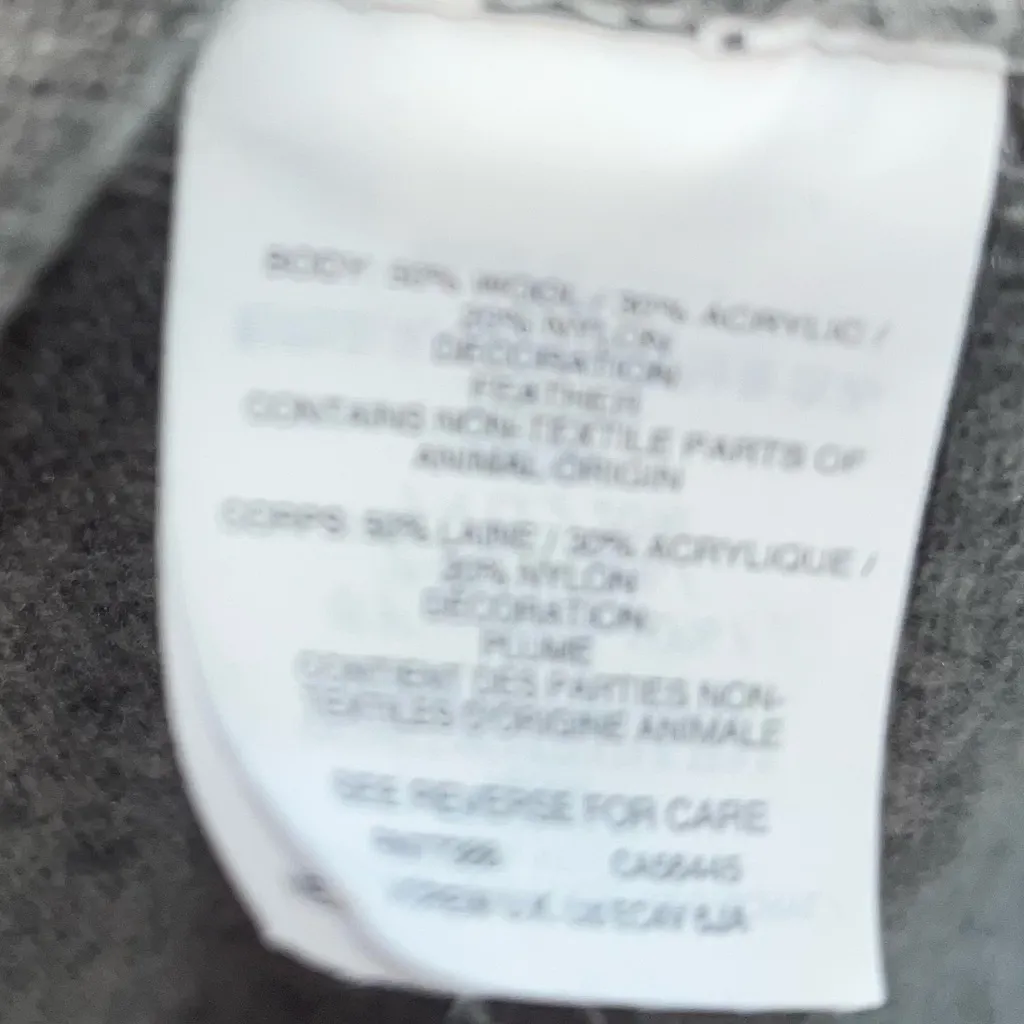 BODY 50% WOOL / 30% ACRYLIC /
20% NYLON
DECORATION
FEATHER
CONTAINS NON-TEXTILE PARTS OF
ANIMAL ORIGIN
CORPS 50% LAINE / 30% ACRYLIQUE /
20% NYLON
DÉCORATION
PLUME
CONTIENT DES PARTIES NON-
TEXTILES D'ORIGINE ANIMALE
SEE REVERSE FOR CARE
CA56445